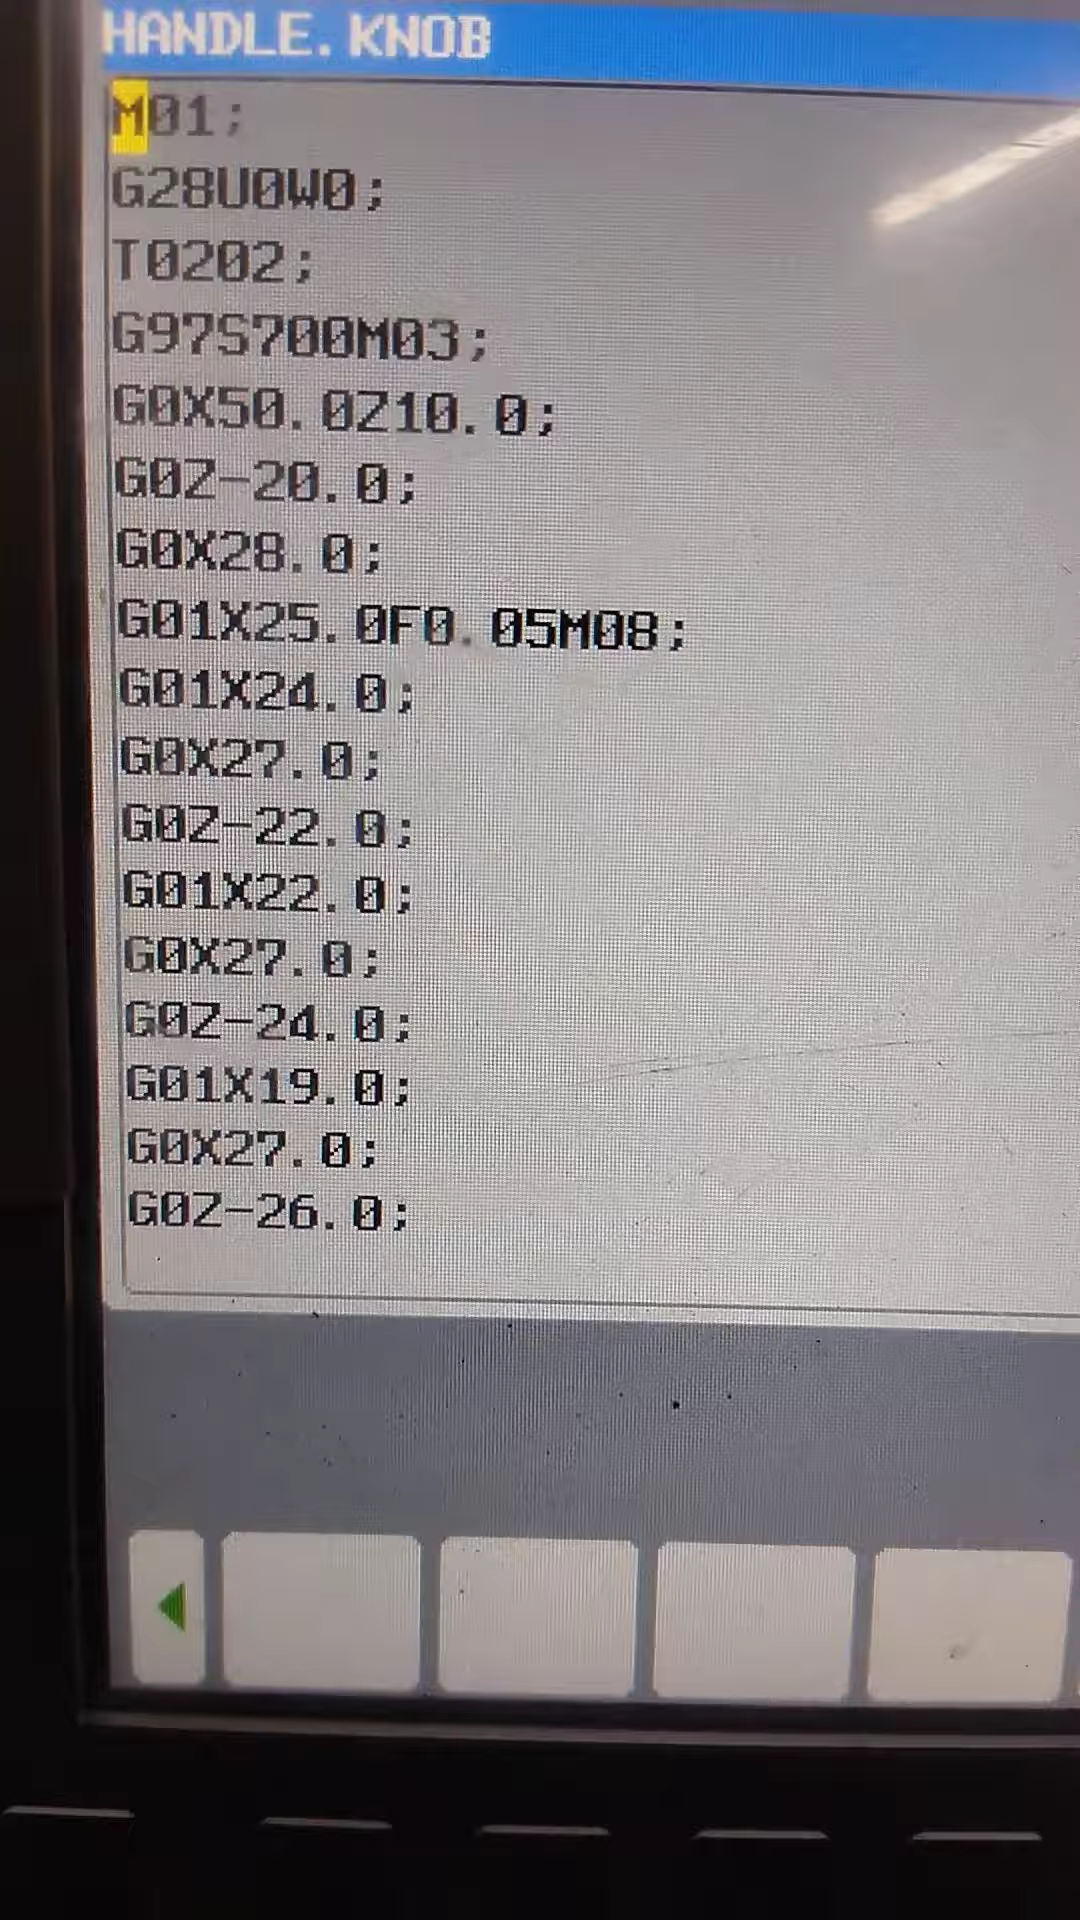 HANDLE.KNOB
M01;
G28U0W0;
T0202;
G97S700M03;
G0X50.0Z10.0;
G0Z-20.0;
G0X28.0;
G01X25.0F0.05M08;
G01X24.0;
G0X27.0;
G0Z-22.0;
G01X22.0;
G0X27.0;
G0Z-24.0;
G01X19.0;
G0X27.0;
G0Z-26.0;